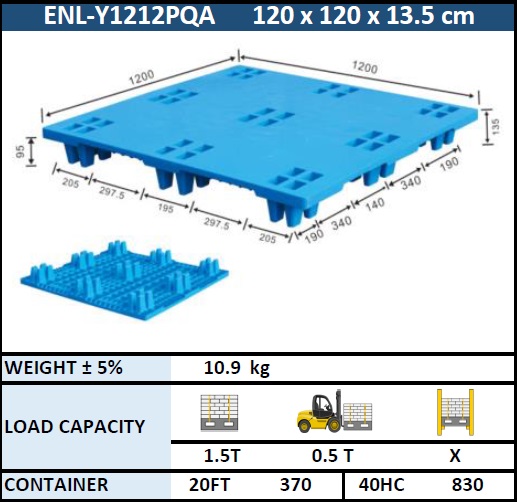 ENL-Y1212PQA 120 x 120 x 13.5 cm
1200 1200
95 135
205 297.5 195 297.5 205 190 340 140 340 190
WEIGHT ± 5% 10.9 kg
LOAD CAPACITY
1.5T 0.5 T X
CONTAINER 20FT 370 40HC 830